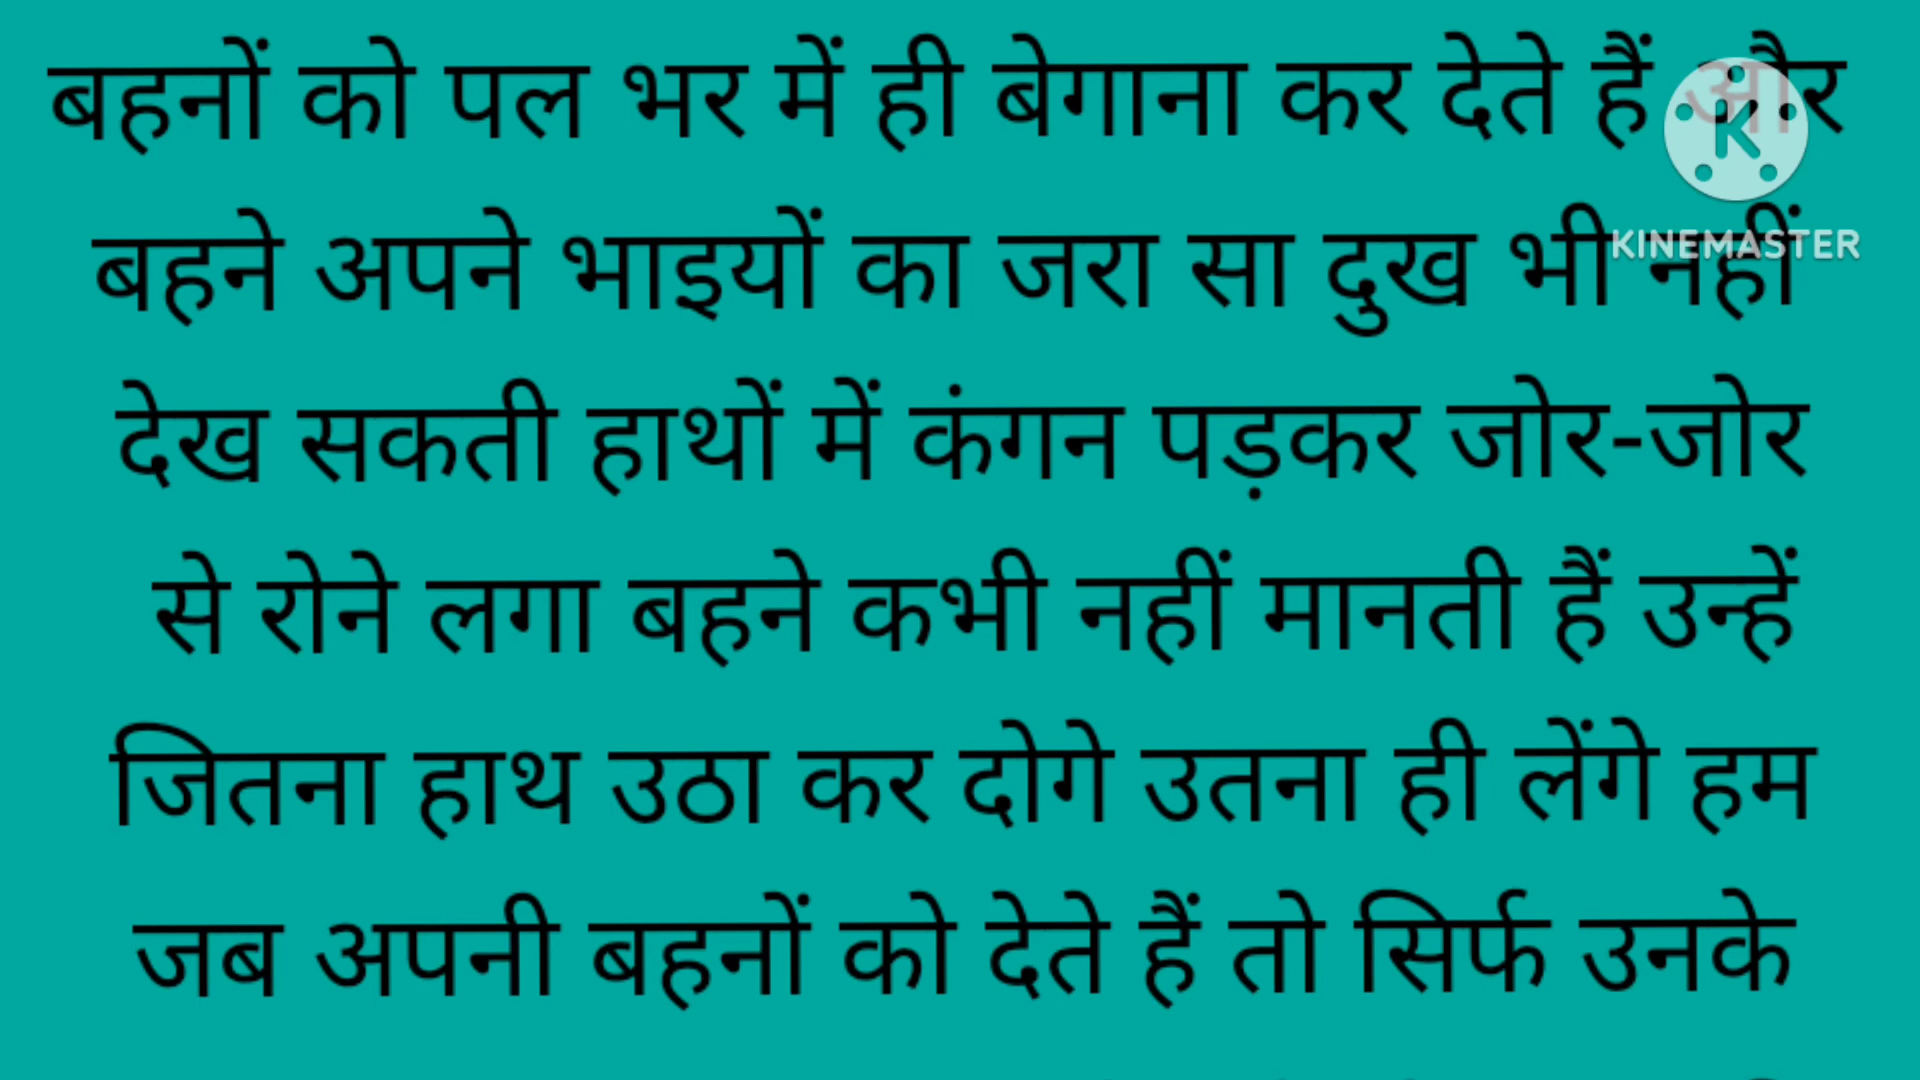 बहनों को पल भर में ही बेगाना कर देते हैं और
बहने अपने भाइयों का जरा सा दुख भी नहीं
KINEMASTER
देख सकती हाथों में कंगन पड़कर जोर-जोर
से रोने लगा बहने कभी नहीं मानती हैं उन्हें
जितना हाथ उठा कर दोगे उतना ही लेंगे हम
जब अपनी बहनों को देते हैं तो सिर्फ उनके